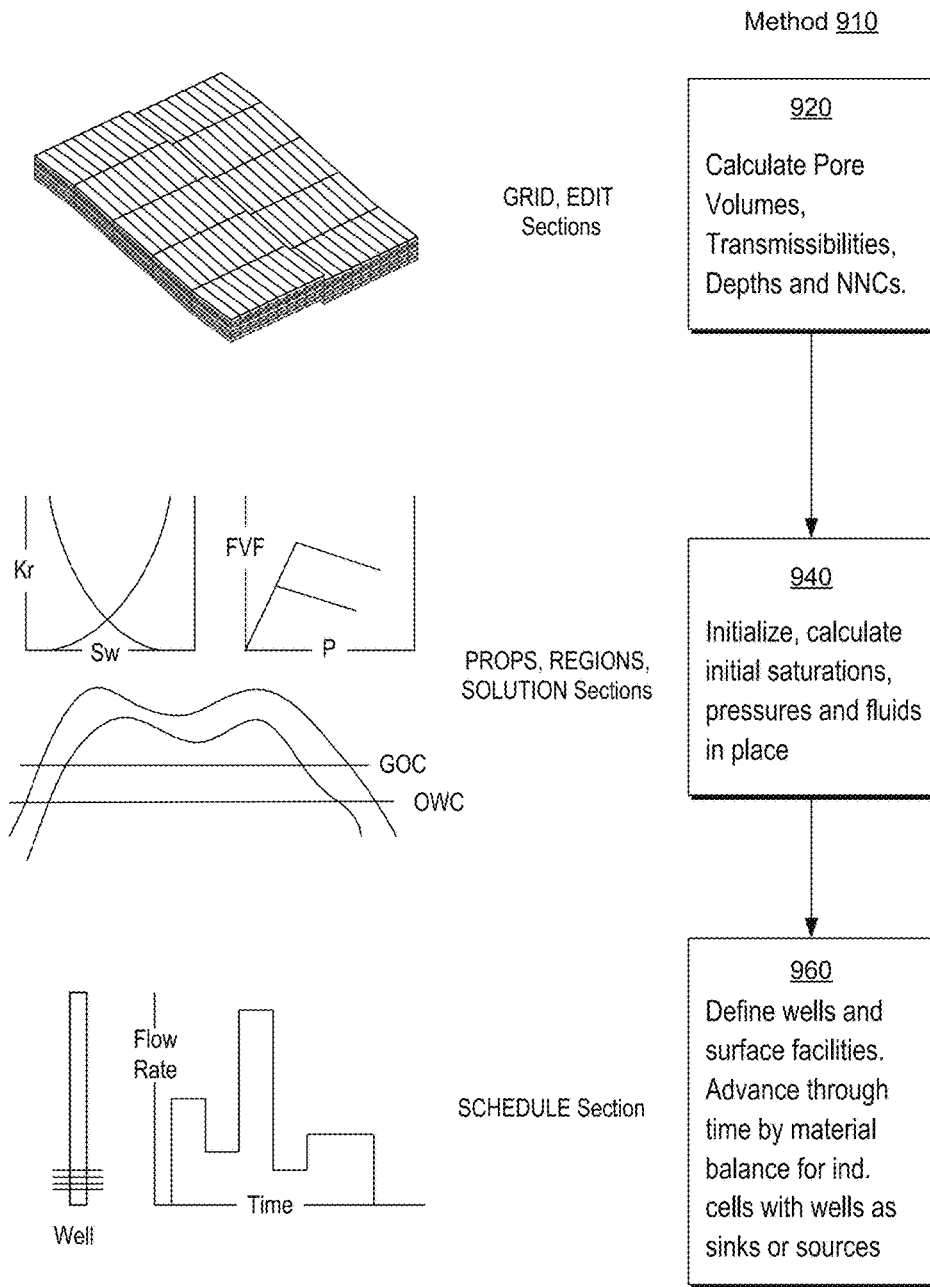 Method 910
920
Calculate Pore
Volumes,
Transmissibilities,
Depths and NNCs.
GRID, EDIT
Sections
Kr
Sw
FVF
P
PROPS, REGIONS,
SOLUTION Sections
GOC
OWC
940
Initialize, calculate
initial saturations,
pressures and fluids
in place
Well
Flow
Rate
Time
SCHEDULE Section
960
Define wells and
surface facilities.
Advance through
time by material
balance for ind.
cells with wells as
sinks or sources